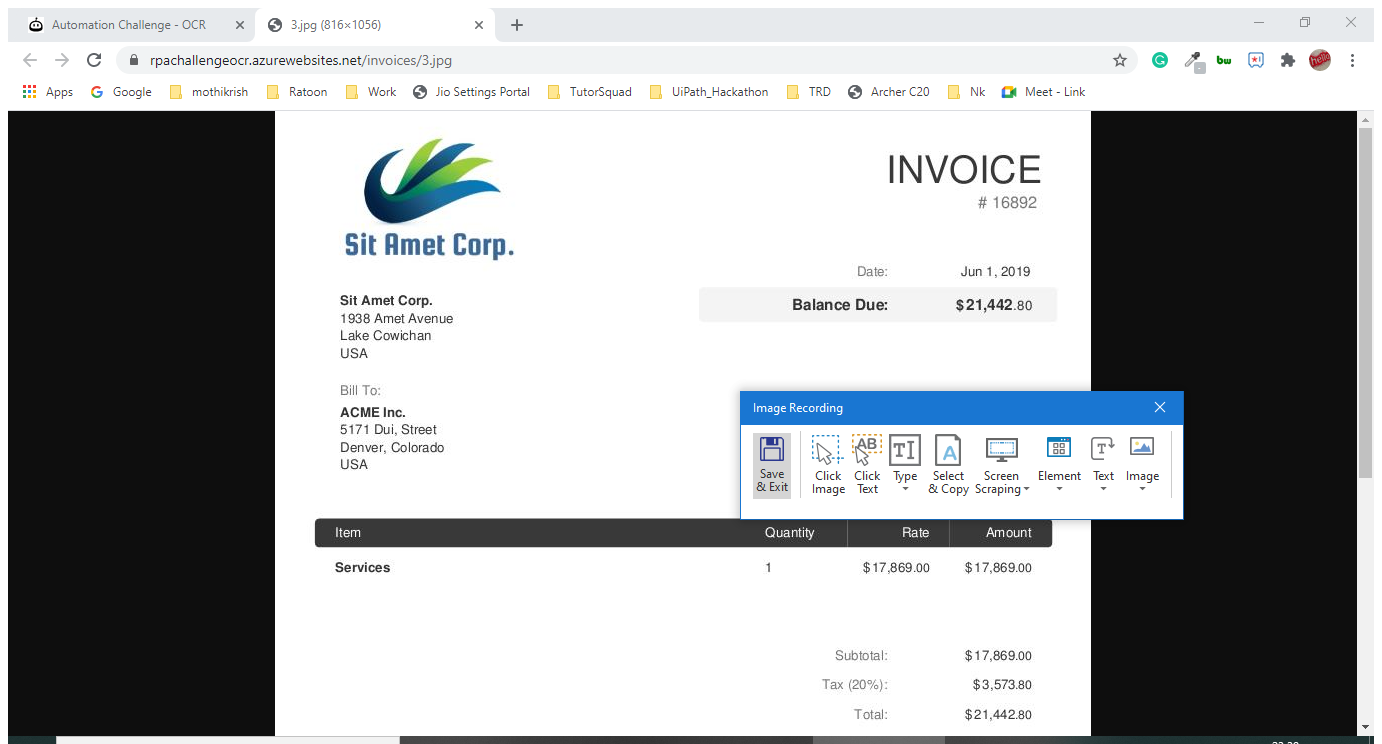 Automation Challenge - OCR
3.jpg (816×1056)
rpachallengeocr.azurewebsites.net/invoices/3.jpg
Apps Google mothikrish Ratoon Work Jio Settings Portal TutorSquad UiPath_Hackathon TRD Archer C20 Nk Meet - Link
INVOICE
# 16892
Sit Amet Corp.
Date: Jun 1, 2019
Balance Due: $21,442.80
Sit Amet Corp.
1938 Amet Avenue
Lake Cowichan
USA
Bill To:
ACME Inc.
5171 Dui, Street
Denver, Colorado
USA
Image Recording
Save & Exit
Click Image
Click Text
Type
Select & Copy
Screen Scraping
Element
Text
Image
Item Quantity Rate Amount
Services 1 $17,869.00 $17,869.00
Subtotal: $17,869.00
Tax (20%): $3,573.80
Total: $21,442.80